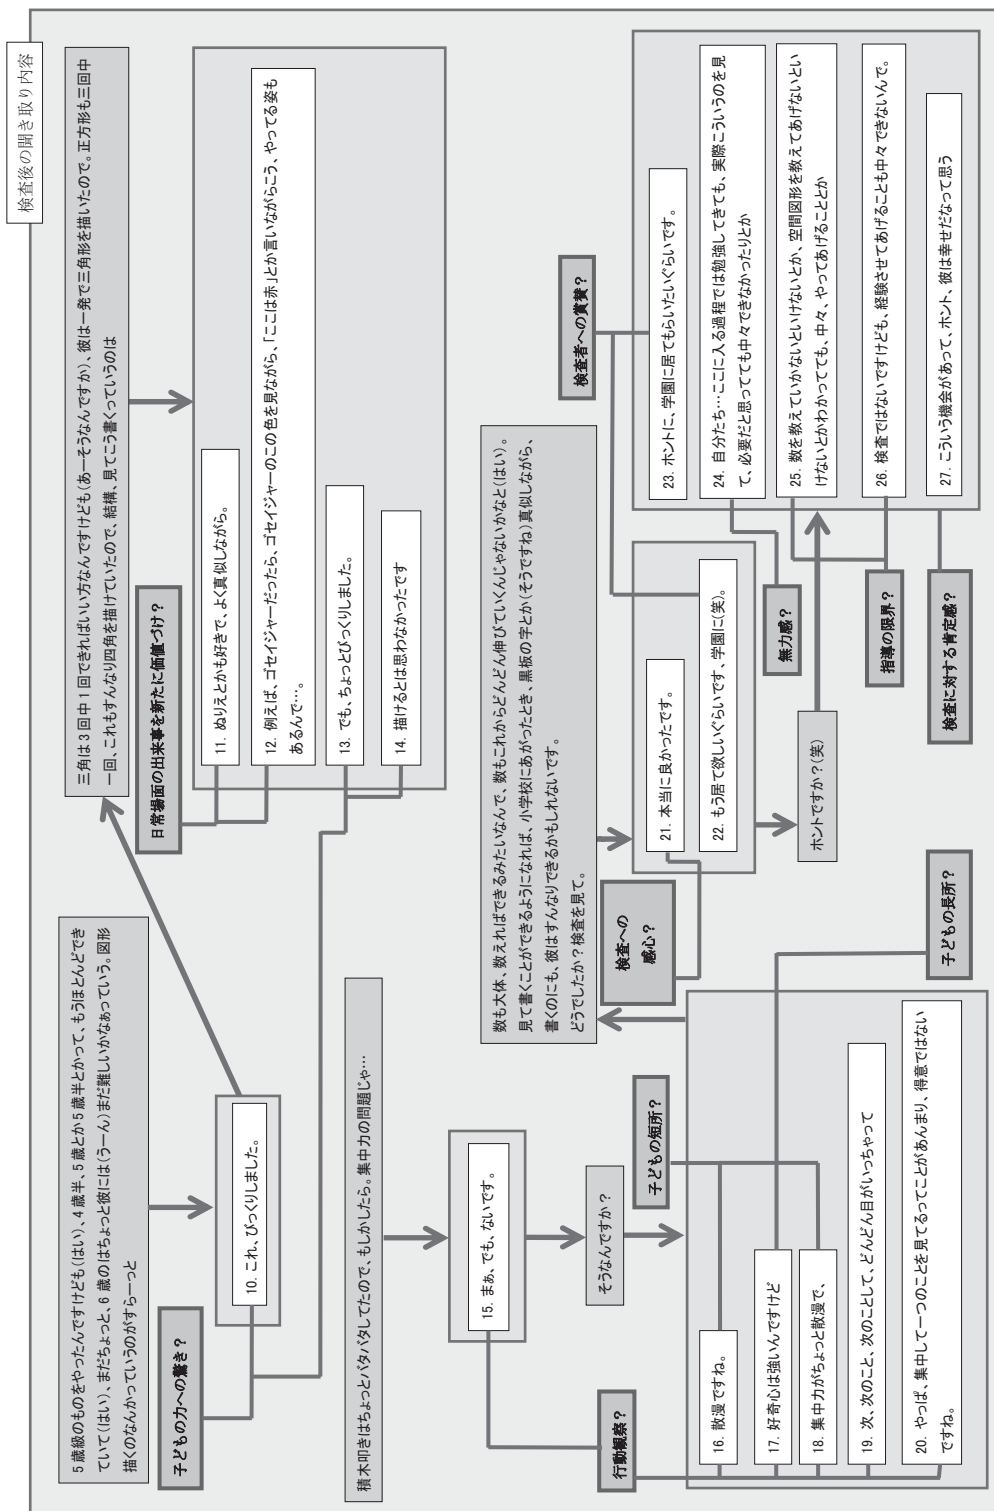 検査後の聞き取り内容
5歳級のものをやったんですけども(はい)、4歳半、5歳とか5歳半とかって、もうほとんどでき
ていて(はい)、まだちょっと、6歳のはちょっと彼には(うーん)まだ難しいかなぁっていう。図形
描くのなんかっていうのがすらーっと
子どもの力への驚き?
10. これ、びっくりしました。
三角は3回中1回できればいい方なんですけども(あーそうなんですか)、彼は一発で三角形を描いたので。正方形も三回中
一回、これもすんなり四角を描けていたので、結構、見てこう書くっていうのは
日常場面の出来事を新たに価値づけ?
11. ぬりえとかも好きで、よく真似しながら。
12. 例えば、ゴセイジャーだったら、ゴセイジャーのこの色を見ながら、「ここは赤」とか言いながらこう、やってる姿も
あるんで…。
13. でも、ちょっとびっくりしました。
14. 描けるとは思わなかったです
積木叩きはちょっとバタバタしてたので、もしかしたら。集中力の問題じゃ…
15. まぁ、でも、ないです。
そうなんですか?
行動観察?
子どもの短所?
子どもの長所?
16. 散漫ですね。
17. 好奇心は強いんですけど
18. 集中力がちょっと散漫で、
19. 次、次のこと、次のことして、どんどん目がいっちゃって
20. やっぱ、集中して一つのことを見てるってことがあんまり、得意ではない
ですね。
数も大体、数えればできるみたいなんで、数もこれからどんどん伸びていくんじゃないかなと(はい)。
見て書くことができるようになれば、小学校にあがったとき、黒板の字とか(そうですね)真似しながら、
書くのにも、彼はすんなりできるかもしれないです。
どうでしたか?検査を見て。
検査への
感心?
21. 本当に良かったです。
22. もう居て欲しいぐらいです、学園に(笑)。
ホントですか?(笑)
検査者への賞賛?
無力感?
指導の限界?
検査に対する肯定感?
23. ホントに、学園に居てもらいたいぐらいです。
24. 自分たち…ここに入る過程では勉強してきても、実際こういうのを見
て、必要だと思ってても中々できなかったりとか
25. 数を教えていかないといけないとか、空間図形を教えてあげないとい
けないとかわかってても、中々、やってあげることとか
26. 検査ではないですけども、経験させてあげることも中々できないんで。
27. こういう機会があって、ホント、彼は幸せだなって思う